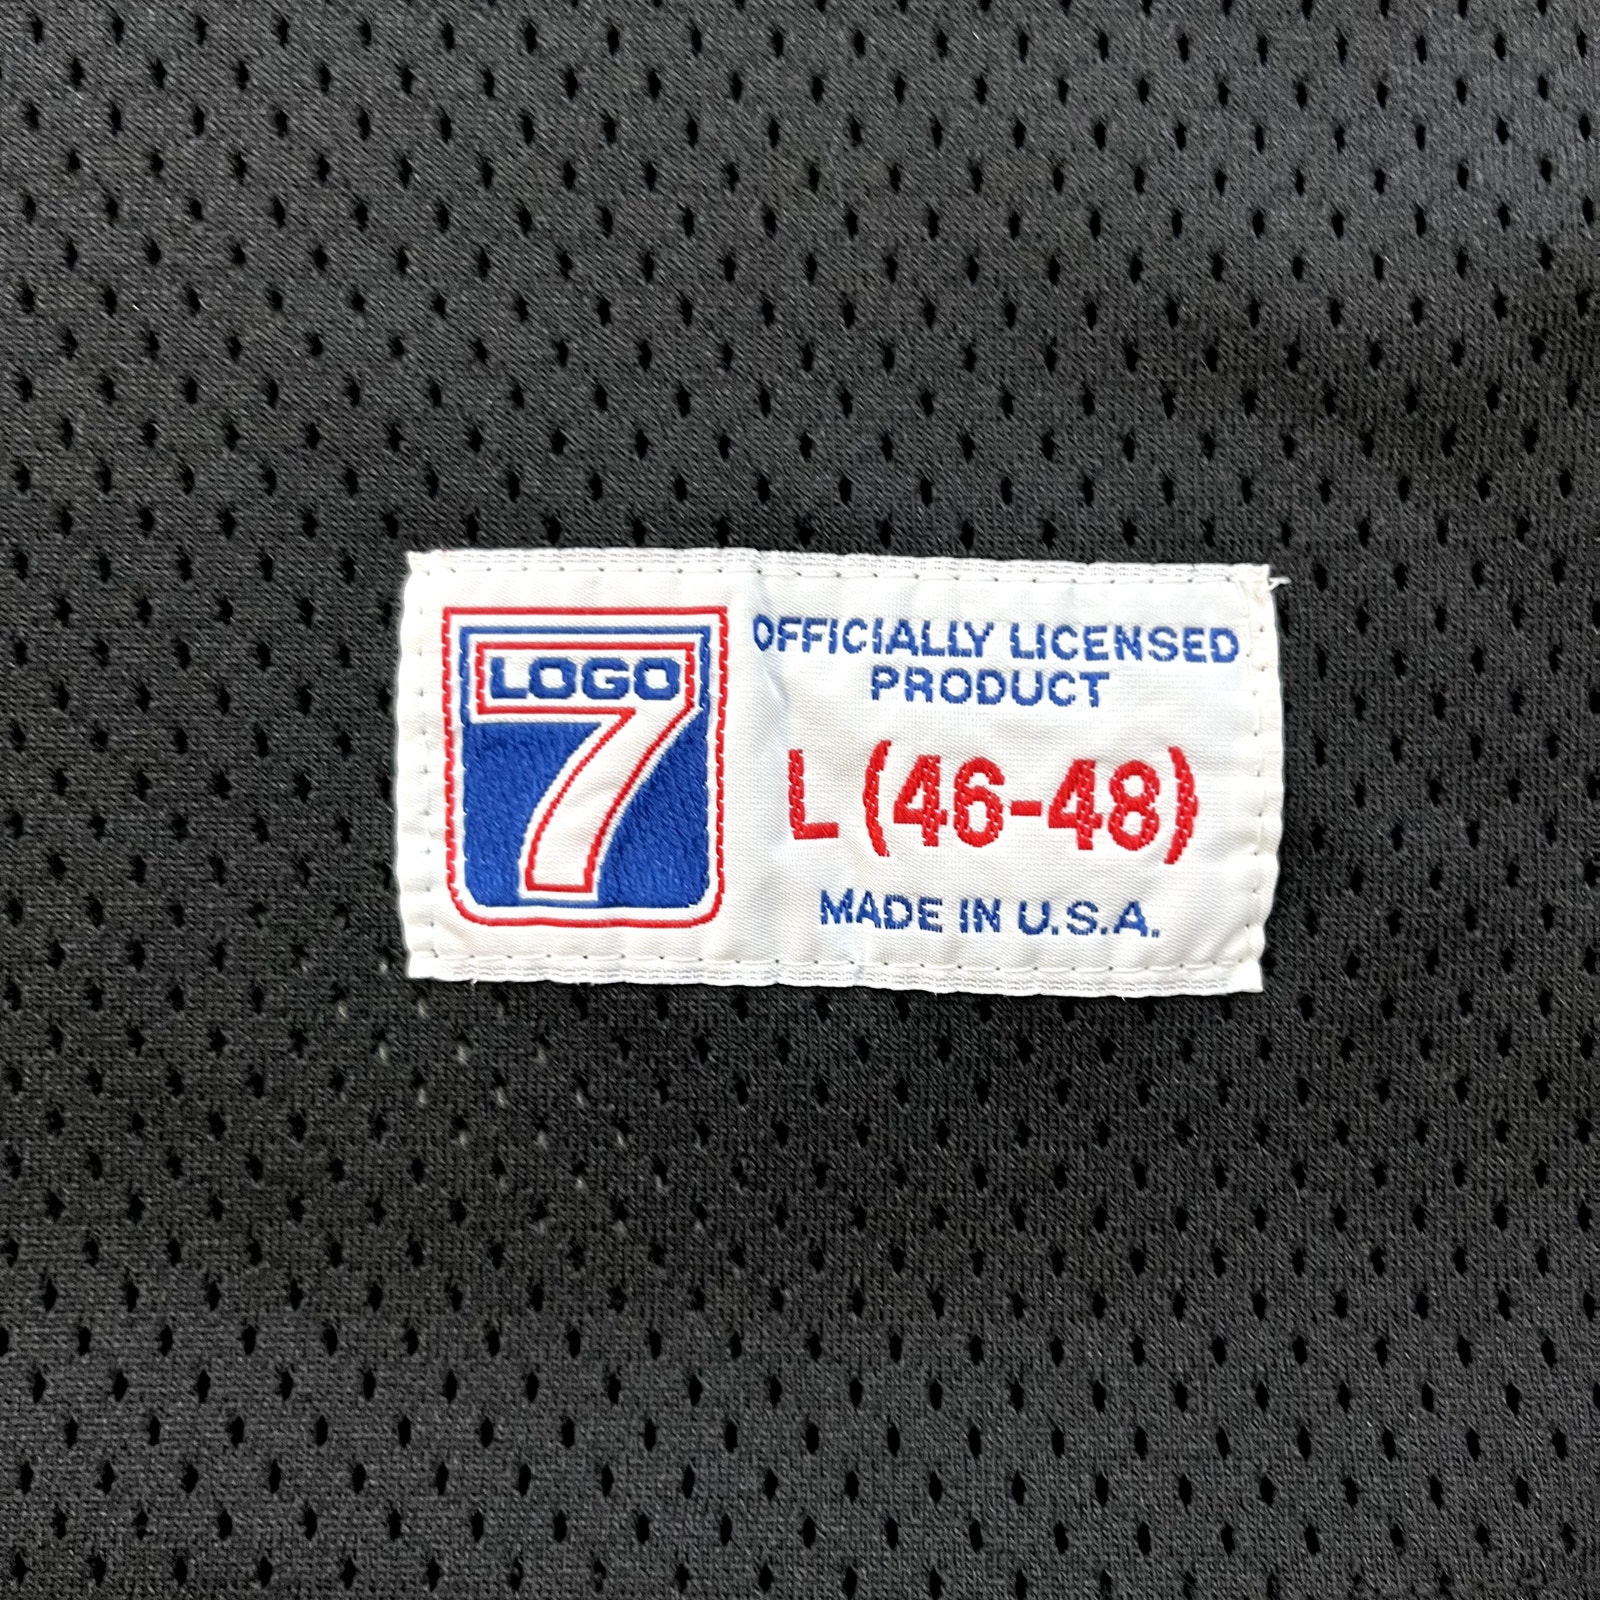 LOGO
7
OFFICIALLY LICENSED
PRODUCT
L (46-48)
MADE IN U.S.A.